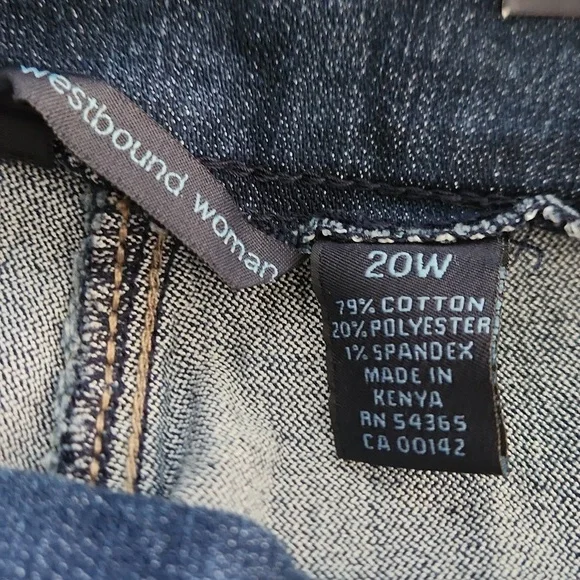 westbound woman
20W
79% COTTON
20% POLYESTER
1% SPANDEX
MADE IN
KENYA
RN 54365
CA 00142